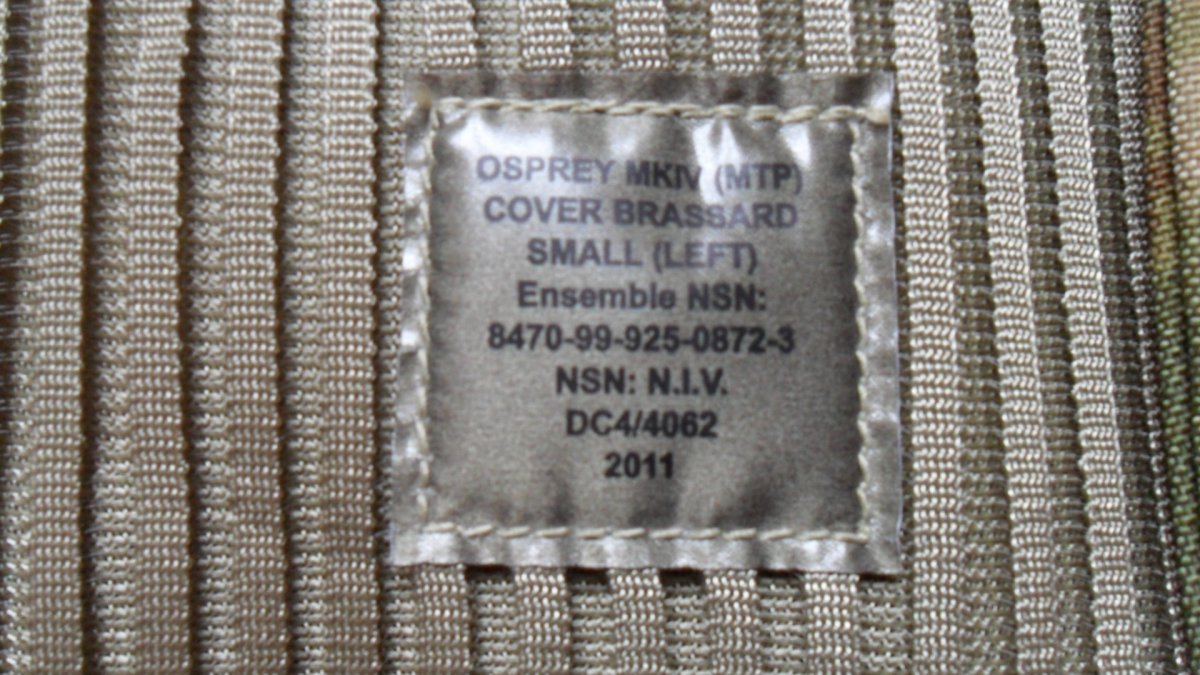 OSPREY MKIV (MTP)
COVER BRASSARD
SMALL (LEFT)
Ensemble NSN:
8470-99-925-0872-3
NSN: N.I.V.
DC4/4062
2011